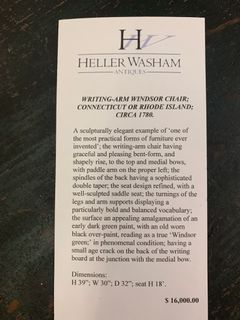 HW
HELLER WASHAM
ANTIQUES
WRITING-ARM WINDSOR CHAIR;
CONNECTICUT OR RHODE ISLAND;
CIRCA 1780.
A sculpturally elegant example of 'one of
the most practical forms of furniture ever
invented'; the writing-arm chair having
graceful and pleasing bent-form, and
shapely rise, to the top and medial bows,
with paddle arm on the proper left; the
spindles of the back having a sophisticated
double taper; the seat design refined, with a
well-sculpted saddle seat; the turnings of the
legs and arm supports displaying a
particularly bold and balanced vocabulary;
the surface an appealing amalgamation of an
early dark green paint, with an old worn
black over-paint, reading as a true 'Windsor
green;' in phenomenal condition; having a
small age crack on the back of the writing
board at the junction with the medial bow.
Dimensions:
H 39"; W 30"; D 32"; seat H 18'.
$ 16,000.00